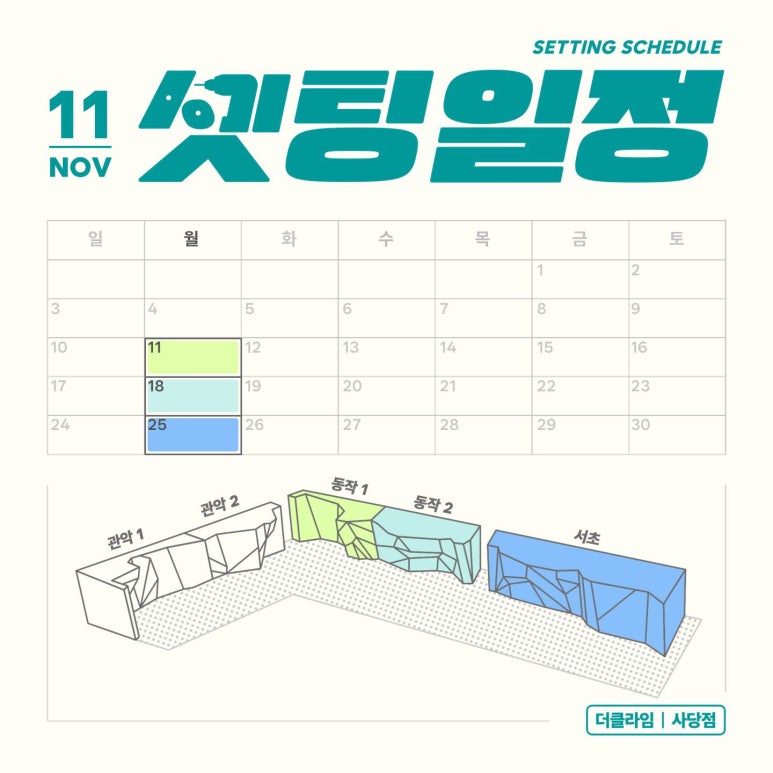 SETTING SCHEDULE
11
NOV
셋팅일정
일 월 화 수 목 금 토
1 2
3 4 5 6 7 8 9
10 11 12 13 14 15 16
17 18 19 20 21 22 23
24 25 26 27 28 29 30
관악 1
관악 2
동작 1
동작 2
서초
더클라임 | 사당점